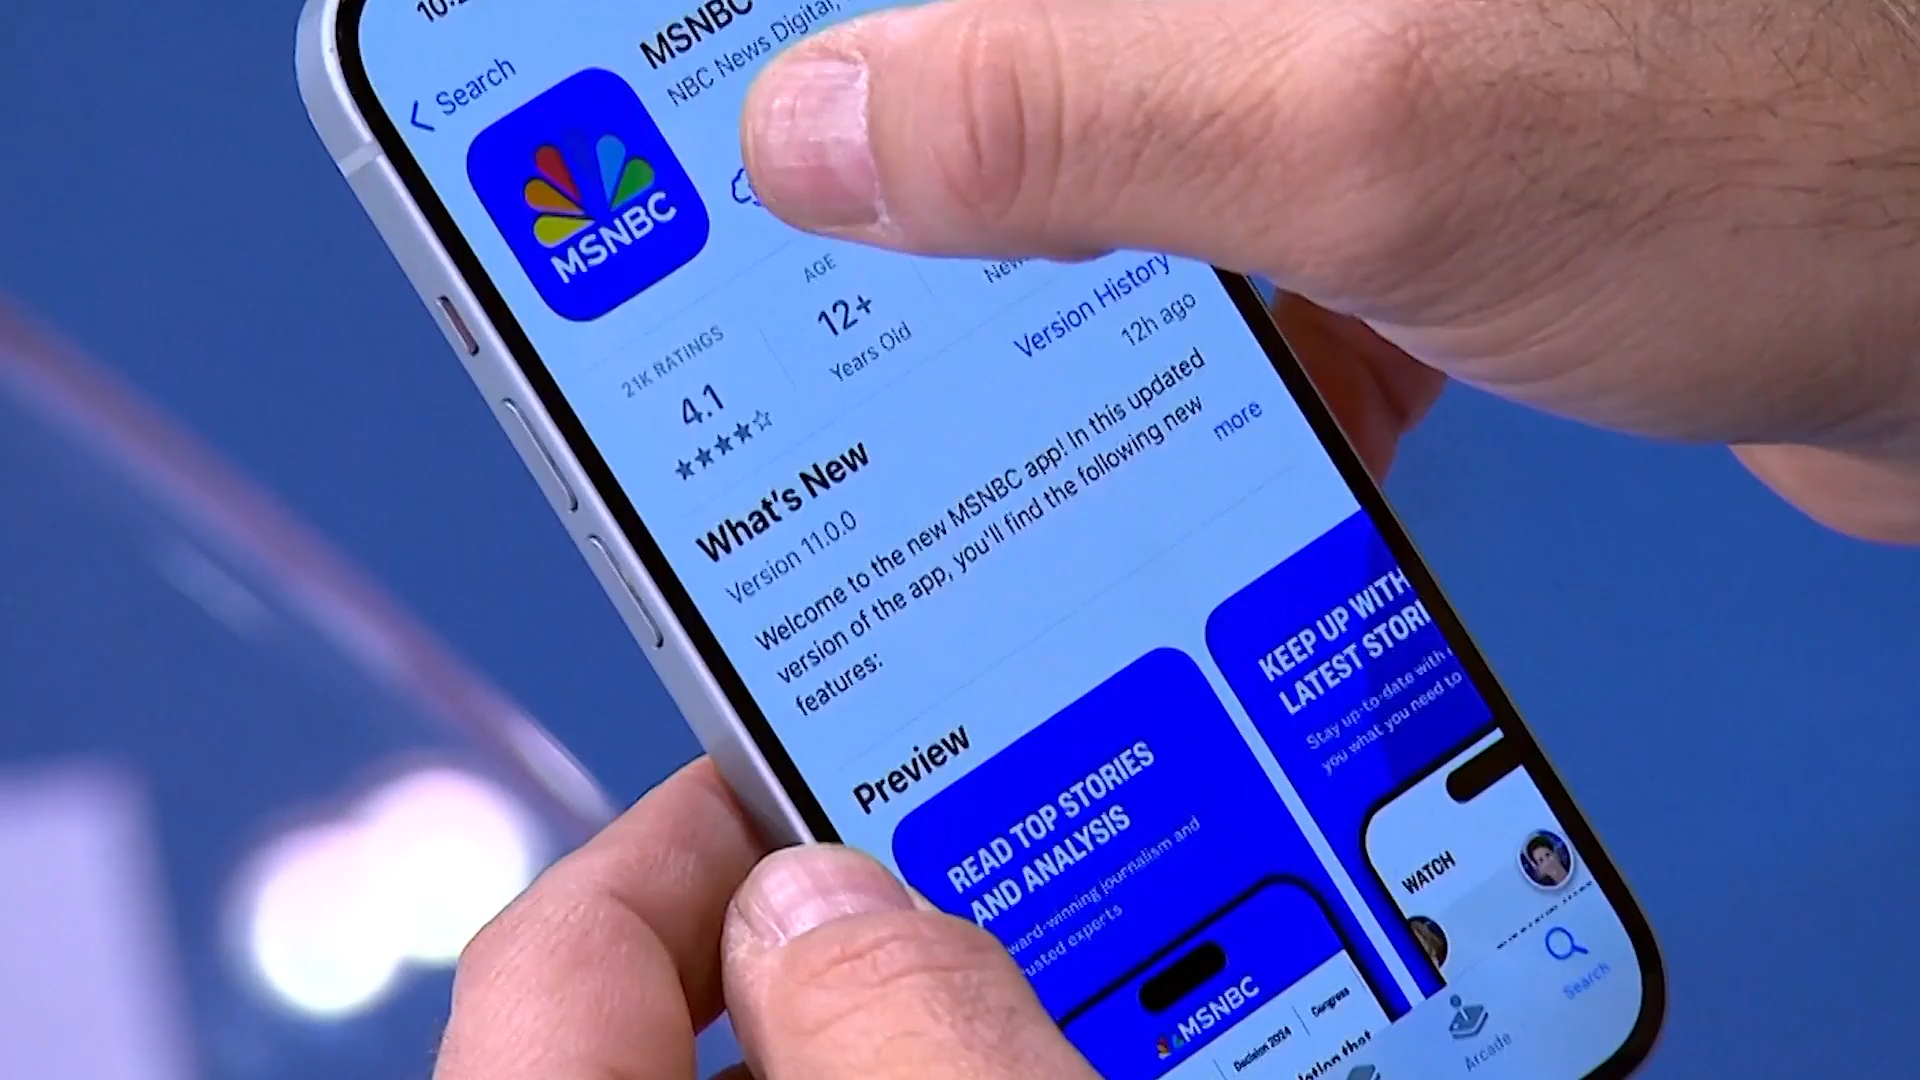 Search
MSNBC
NBC News Digital,
MSNBC
21K RATINGS
4.1
AGE
12+
Years Old
What's New
Version History
Version 11.0.0
12h ago
Welcome to the new MSNBC app! In this updated
version of the app, you'll find the following new
features:
more
Preview
READ TOP STORIES
AND ANALYSIS
journalism and
experts
MSNBC
Decision 2024
Congress
that
KEEP UP WITH
LATEST
Stay up-to-date with
you what you need to
WATCH
Arcade
Search